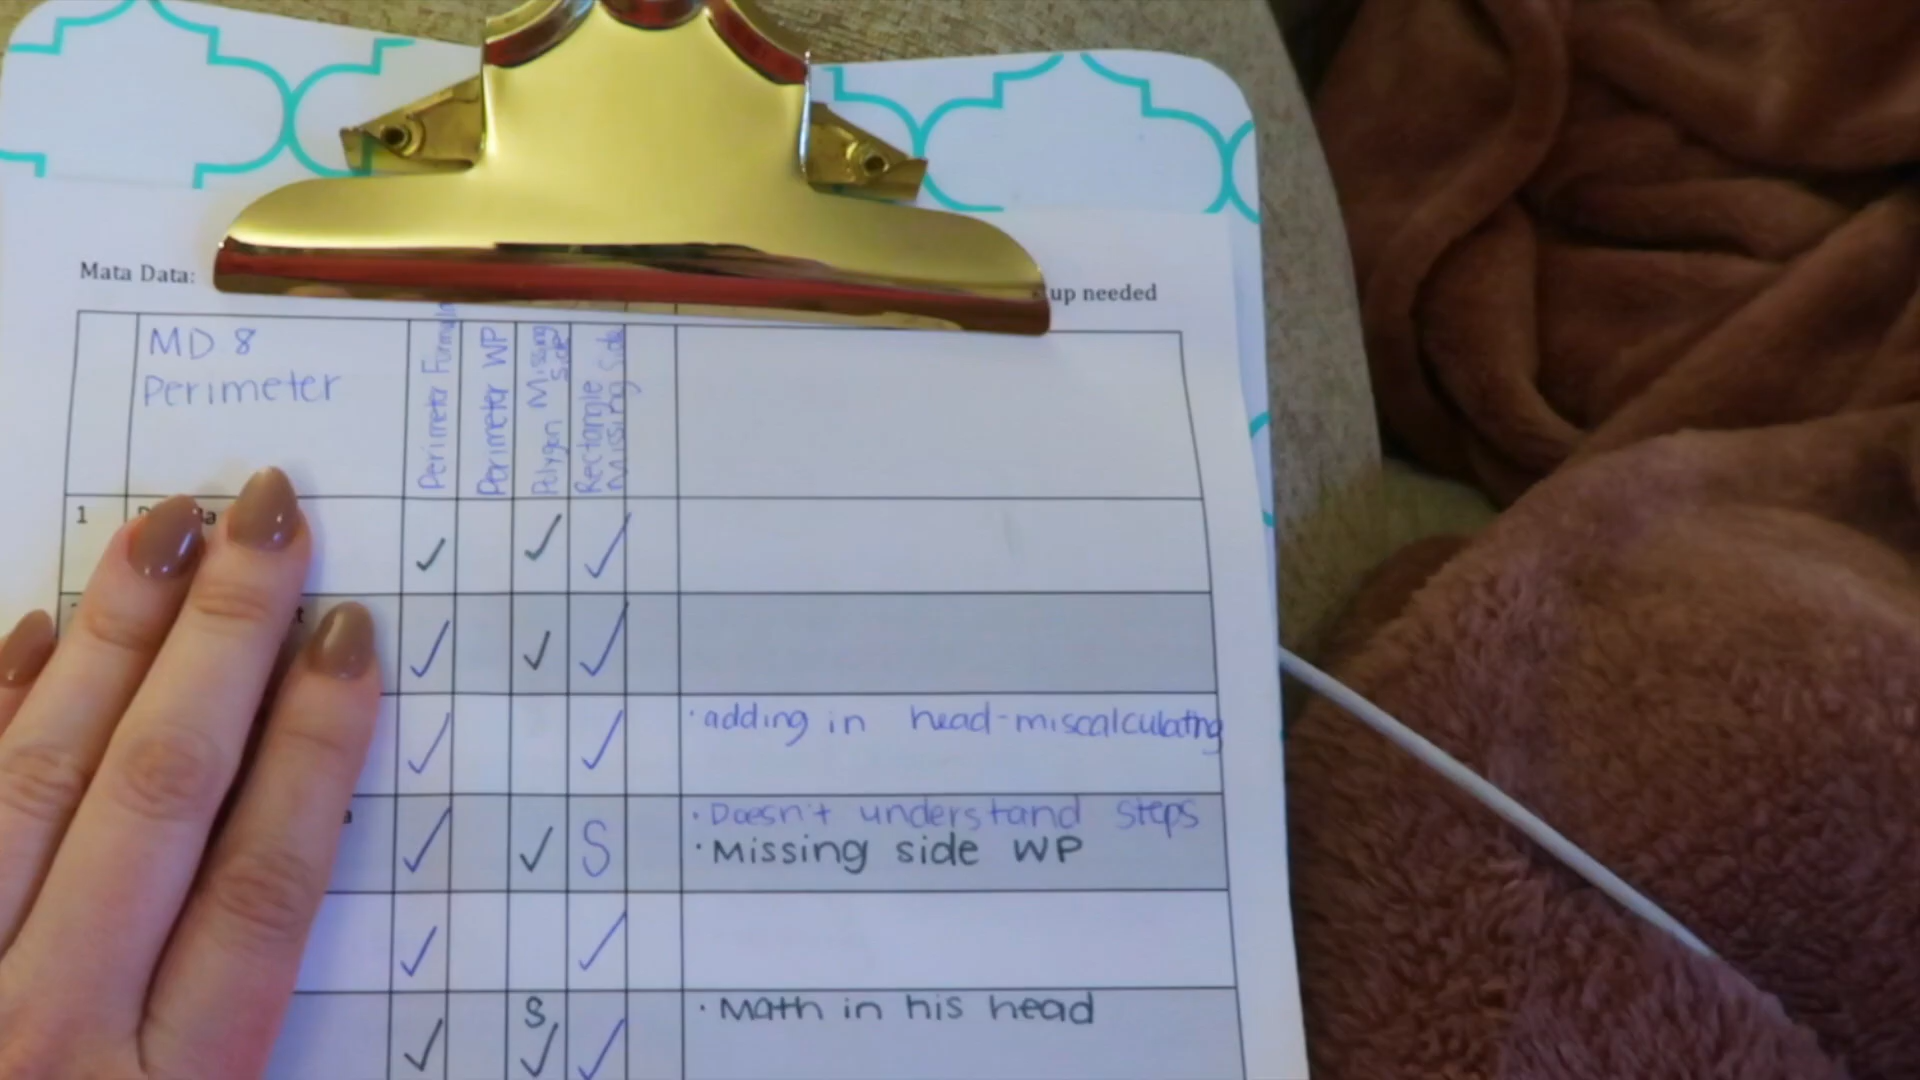 Mata Data:
up needed
MD 8
Perimeter
Perimeter Formula
Perimeter WP
Polygon Missing
Side
Rectangle
Missing Side
1
adding in head-miscalculating
• Doesn't understand steps
• Missing side WP
S
S
• Math in his head